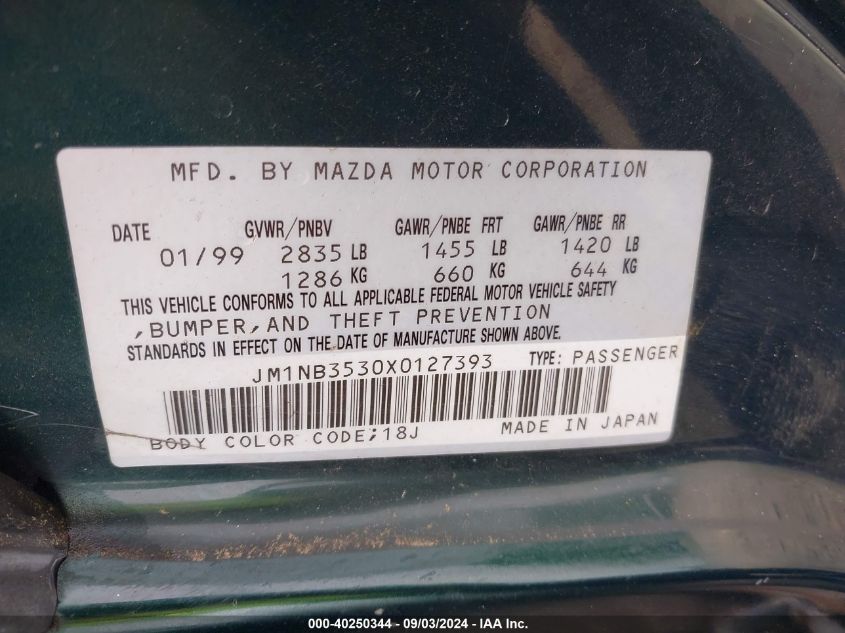 MFD. BY MAZDA MOTOR CORPORATION
DATE GVWR/PNBV GAWR/PNBE FRT GAWR/PNBE RR
01/99 2835 LB 1455 LB 1420 LB
1286 KG 660 KG 644 KG
THIS VEHICLE CONFORMS TO ALL APPLICABLE FEDERAL MOTOR VEHICLE SAFETY
,BUMPER,AND THEFT PREVENTION
STANDARDS IN EFFECT ON THE DATE OF MANUFACTURE SHOWN ABOVE.
JM1NB3530X0127393 TYPE: PASSENGER
BODY COLOR CODE;18J MADE IN JAPAN
000-40250344 - 09/03/2024 - IAA Inc.